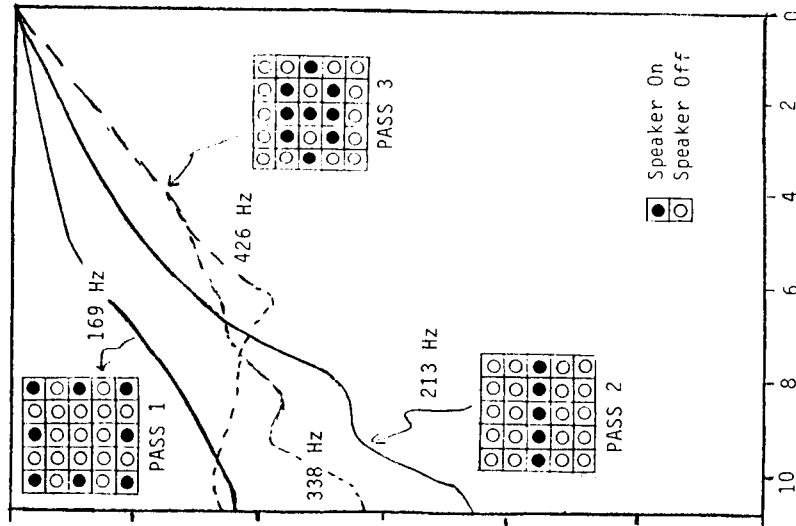 169 Hz
PASS 1
338 Hz
426 Hz
PASS 3
213 Hz
PASS 2
Speaker On
Speaker Off
0
2
4
6
8
10